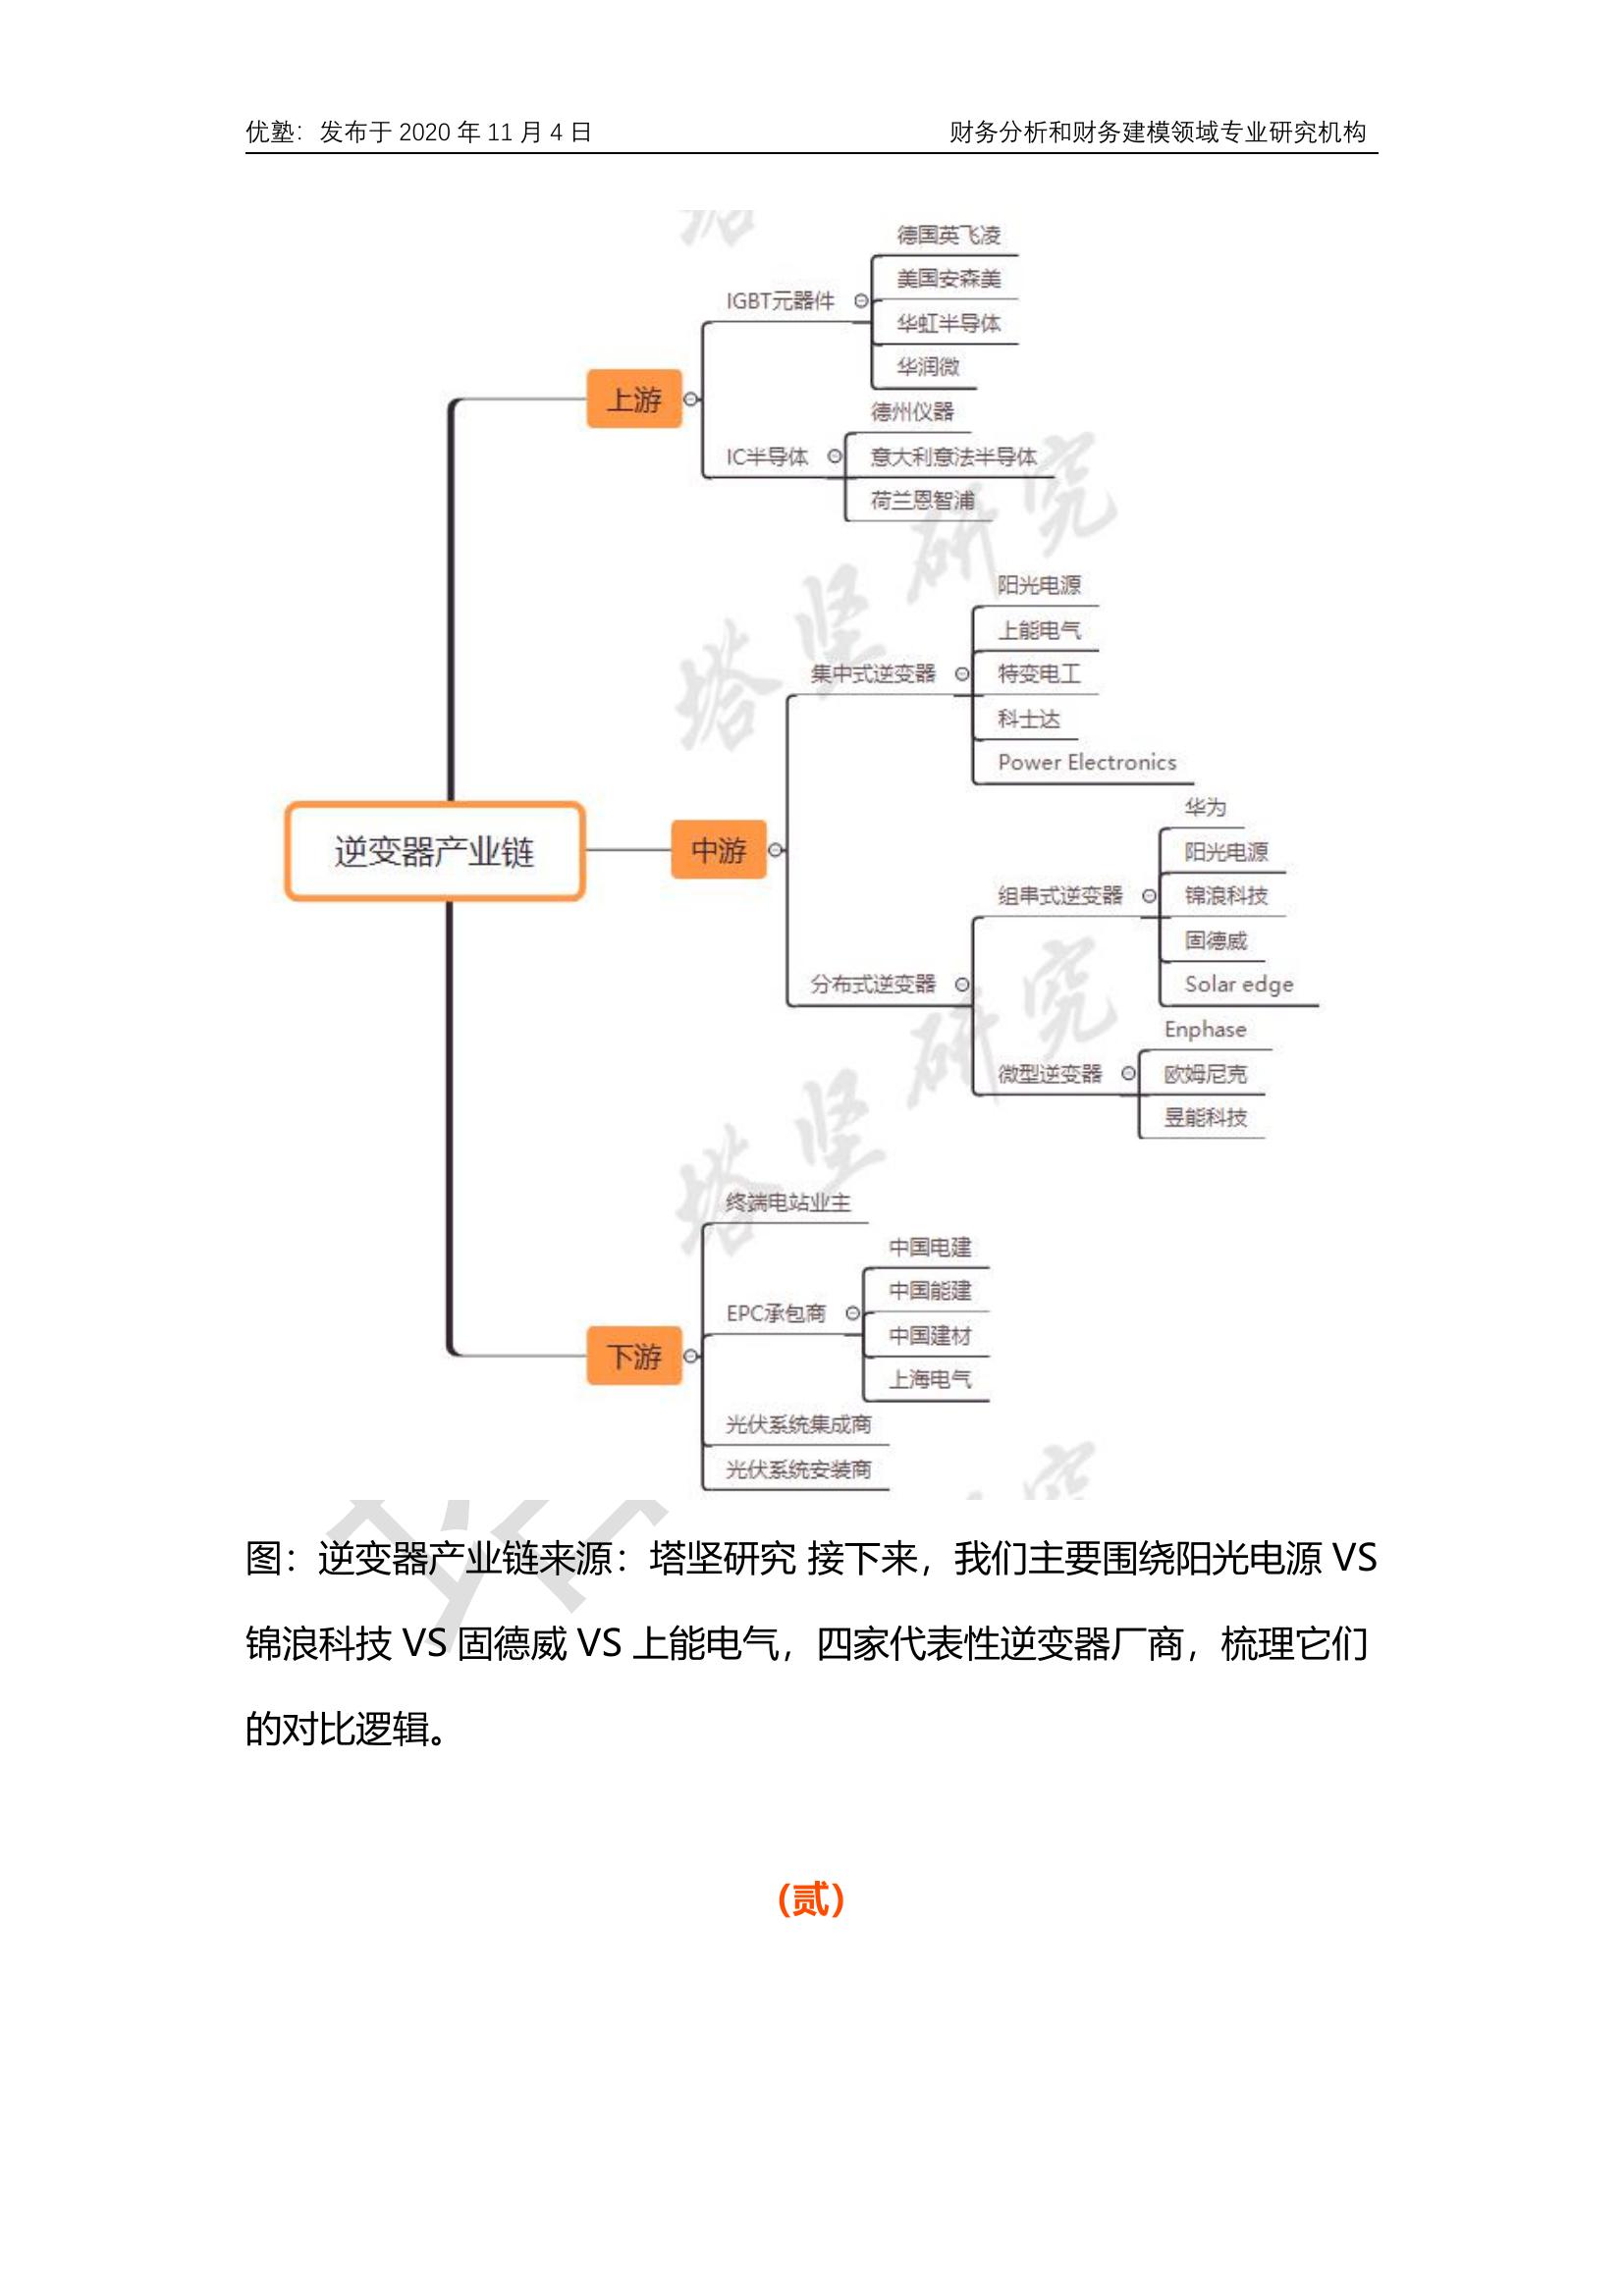 优塾：发布于 2020 年 11 月 4 日
财务分析和财务建模领域专业研究机构
德国英飞凌
美国安森美
IGBT元器件
华虹半导体
华润微
上游
德州仪器
IC半导体
意大利意法半导体
荷兰恩智浦
阳光电源
上能电气
集中式逆变器
特变电工
科士达
Power Electronics
华为
逆变器产业链
中游
阳光电源
组串式逆变器
锦浪科技
固德威
分布式逆变器
Solar edge
Enphase
微型逆变器
欧姆尼克
昱能科技
终端电站业主
中国电建
中国能建
EPC承包商
中国建材
下游
上海电气
光伏系统集成商
光伏系统安装商
塔坚研究
塔坚研究
图：逆变器产业链来源：塔坚研究 接下来，我们主要围绕阳光电源 VS
锦浪科技 VS 固德威 VS 上能电气，四家代表性逆变器厂商，梳理它们
的对比逻辑。
(贰)